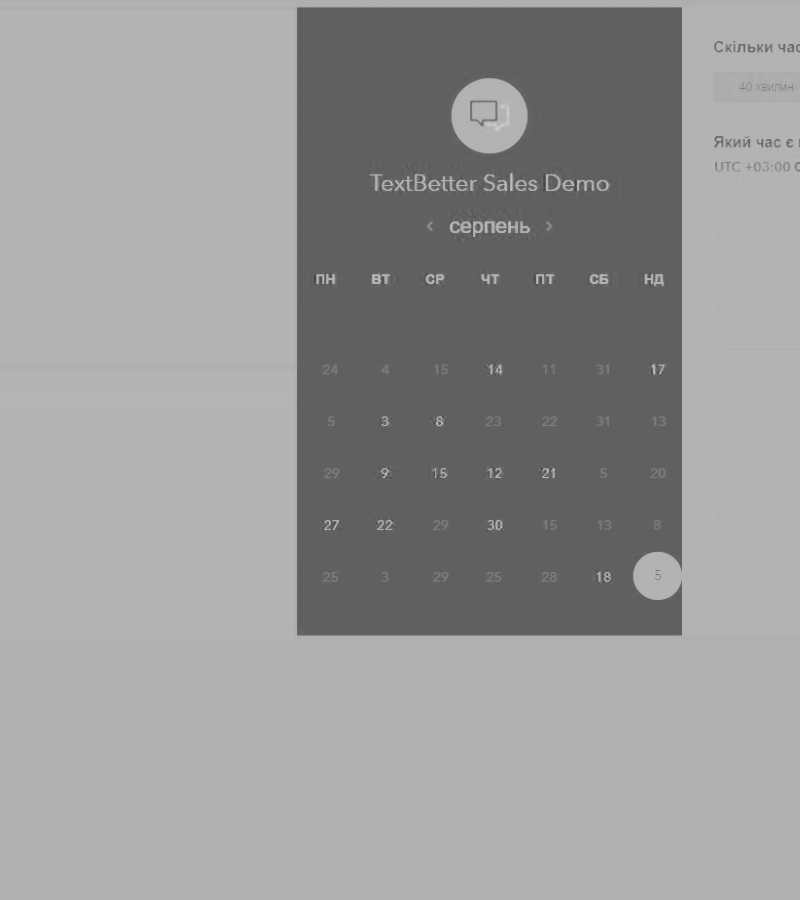 TextBetter Sales Demo
серпень
ПН ВТ СР ЧТ ПТ СБ НД
24 4 15 14 11 31 17
5 3 8 23 22 31 13
29 9 15 12 21 5 20
27 22 29 30 15 13 8
25 3 29 25 28 18 5
Скільки час
40 хвилин
Який час є
UTC +03:00